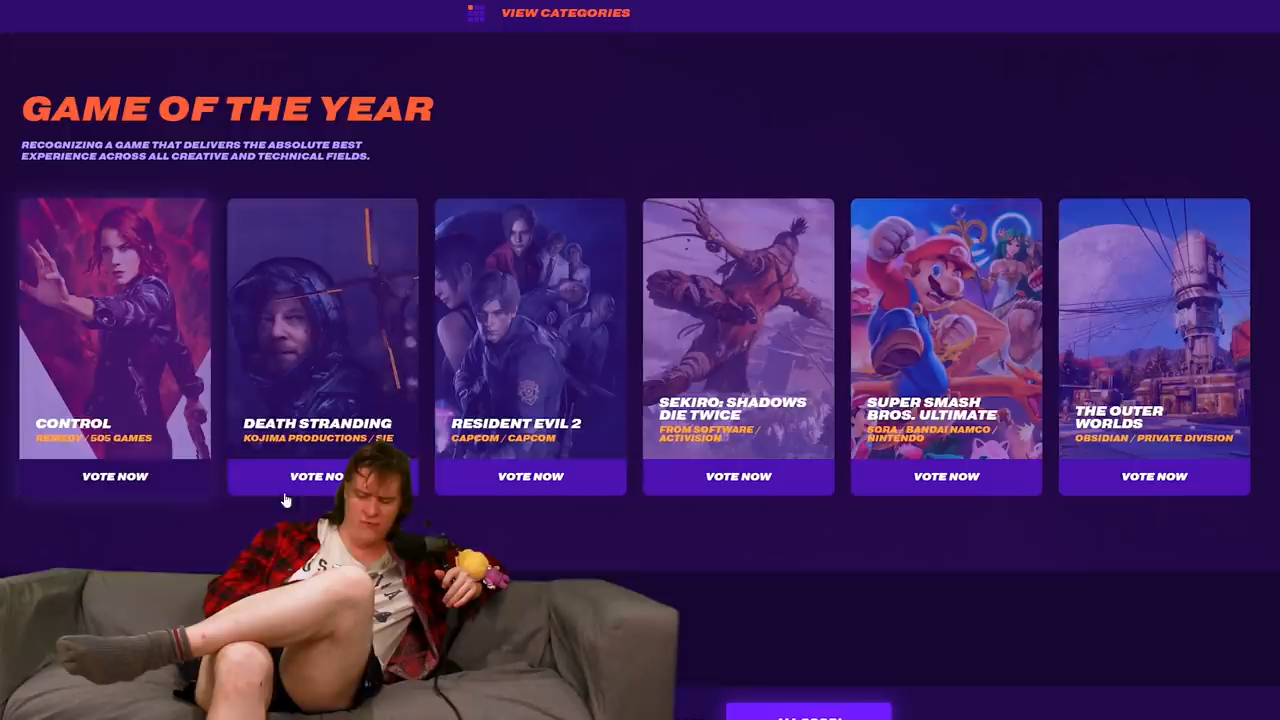 VIEW CATEGORIES
GAME OF THE YEAR
RECOGNIZING A GAME THAT DELIVERS THE ABSOLUTE BEST
EXPERIENCE ACROSS ALL CREATIVE AND TECHNICAL FIELDS.
CONTROL
REMEDY / 505 GAMES
VOTE NOW
DEATH STRANDING
KOJIMA PRODUCTIONS / SIE
VOTE NO
RESIDENT EVIL 2
CAPCOM / CAPCOM
VOTE NOW
SEKIRO: SHADOWS
DIE TWICE
FROM SOFTWARE /
ACTIVISION
VOTE NOW
SUPER SMASH
BROS. ULTIMATE
SORA / BANDAI NAMCO /
NINTENDO
VOTE NOW
THE OUTER
WORLDS
OBSIDIAN / PRIVATE DIVISION
VOTE NOW